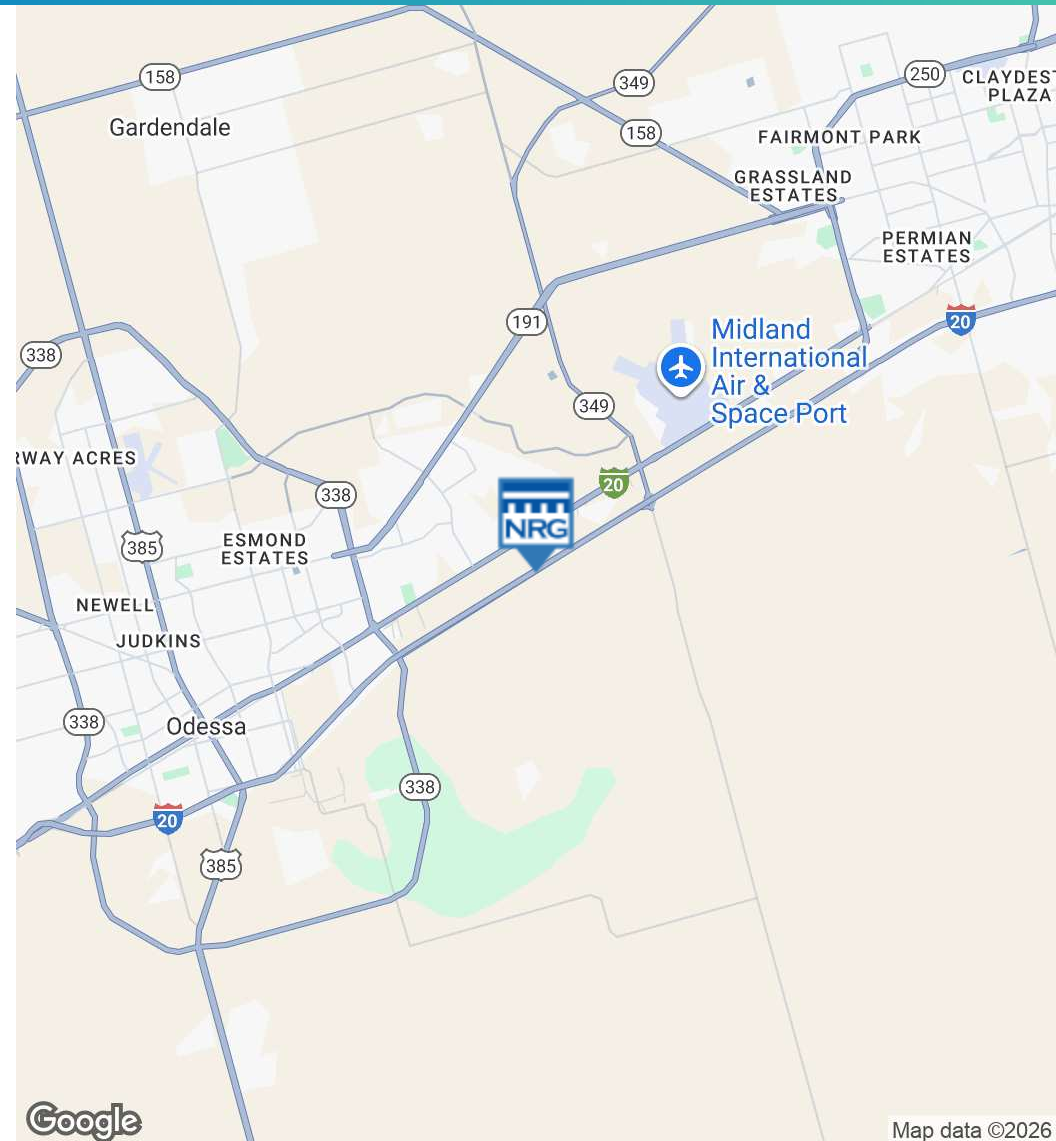 158
349
250
CLAYDEST
PLAZA
Gardendale
158
FAIRMONT PARK
GRASSLAND
ESTATES
PERMIAN
ESTATES
191
20
338
Midland
International
Air &
Space Port
349
RWAY ACRES
338
20
NRG
385
ESMOND
ESTATES
NEWELL
JUDKINS
338
Odessa
338
20
385
Google
Map data ©2026